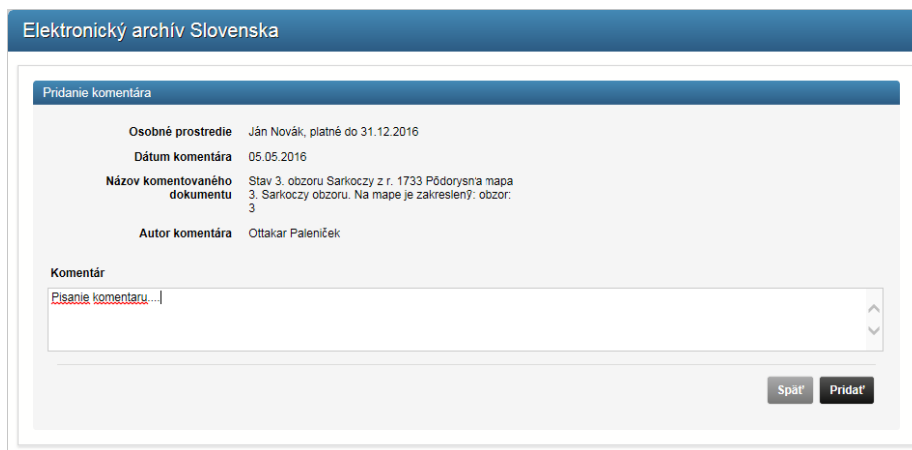 Elektronický archív Slovenska
Pridanie komentára
Osobné prostredie Ján Novák, platné do 31.12.2016
Dátum komentára 05.05.2016
Názov komentovaného dokumentu Stav 3. obzoru Sarkoczy z r. 1733 Pôdorysná mapa
3. Sarkoczy obzoru. Na mape je zakreslený: obzor:
3
Autor komentára Ottakar Paleniček
Komentár
Pisanie komentaru....
Späť Pridať